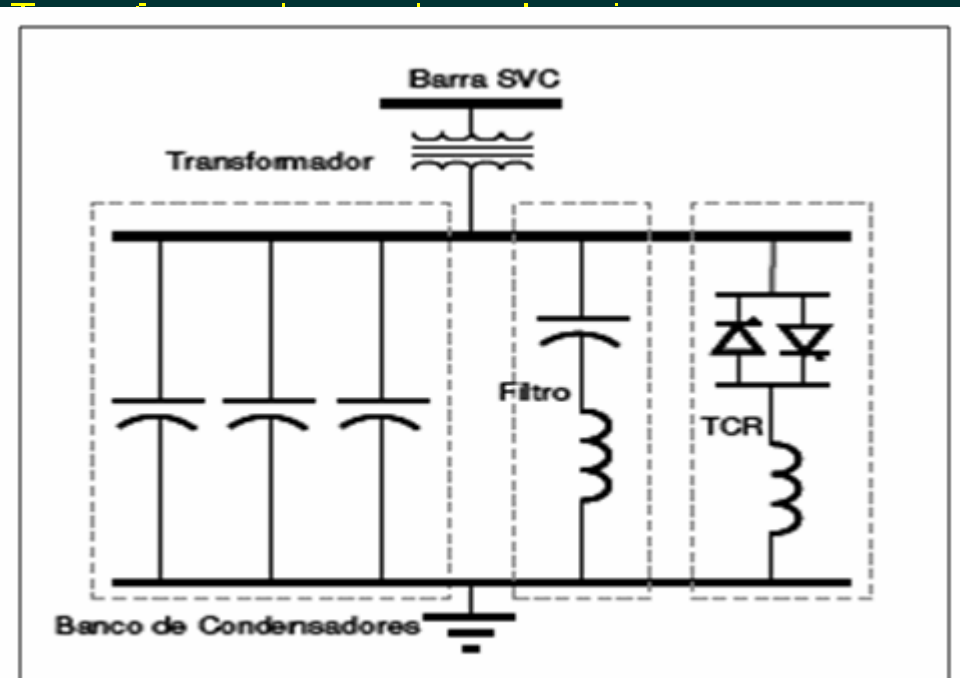 Barra SVC
Transformador
Filtro
TCR
Banco de Condensadores